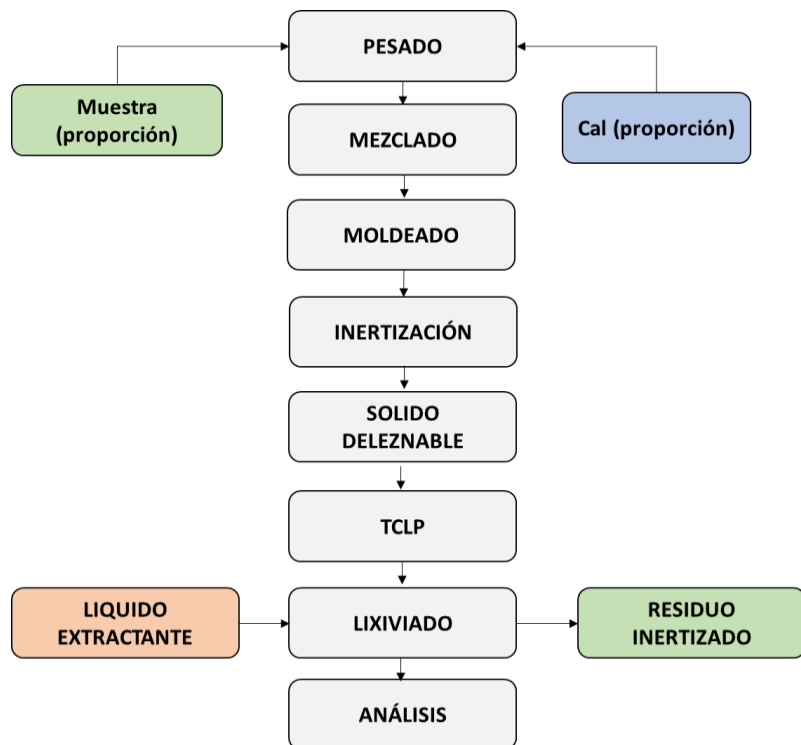 PESADO
Muestra
(proporción)
Cal (proporción)
MEZCLADO
MOLDEADO
INERTIZACIÓN
SOLIDO
DELEZNABLE
TCLP
LIQUIDO
EXTRACTANTE
LIXIVIADO
RESIDUO
INERTIZADO
ANÁLISIS